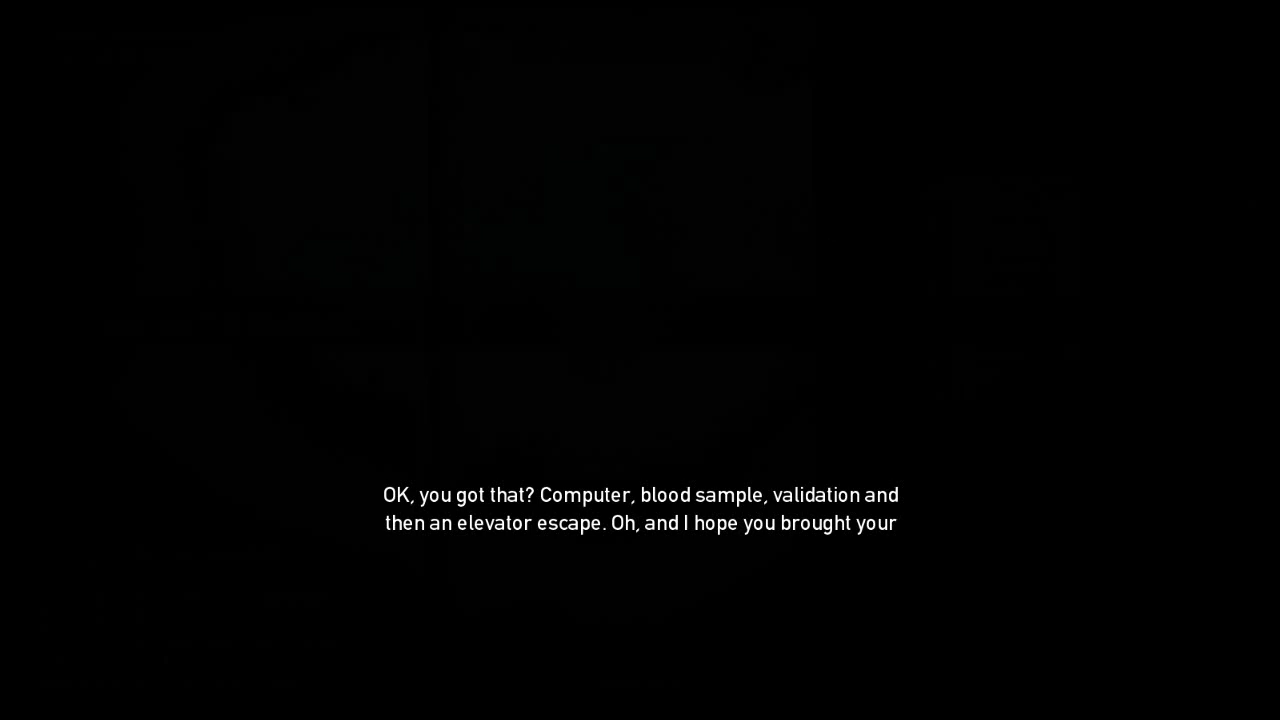 OK, you got that? Computer, blood sample, validation and
then an elevator escape. Oh, and I hope you brought your